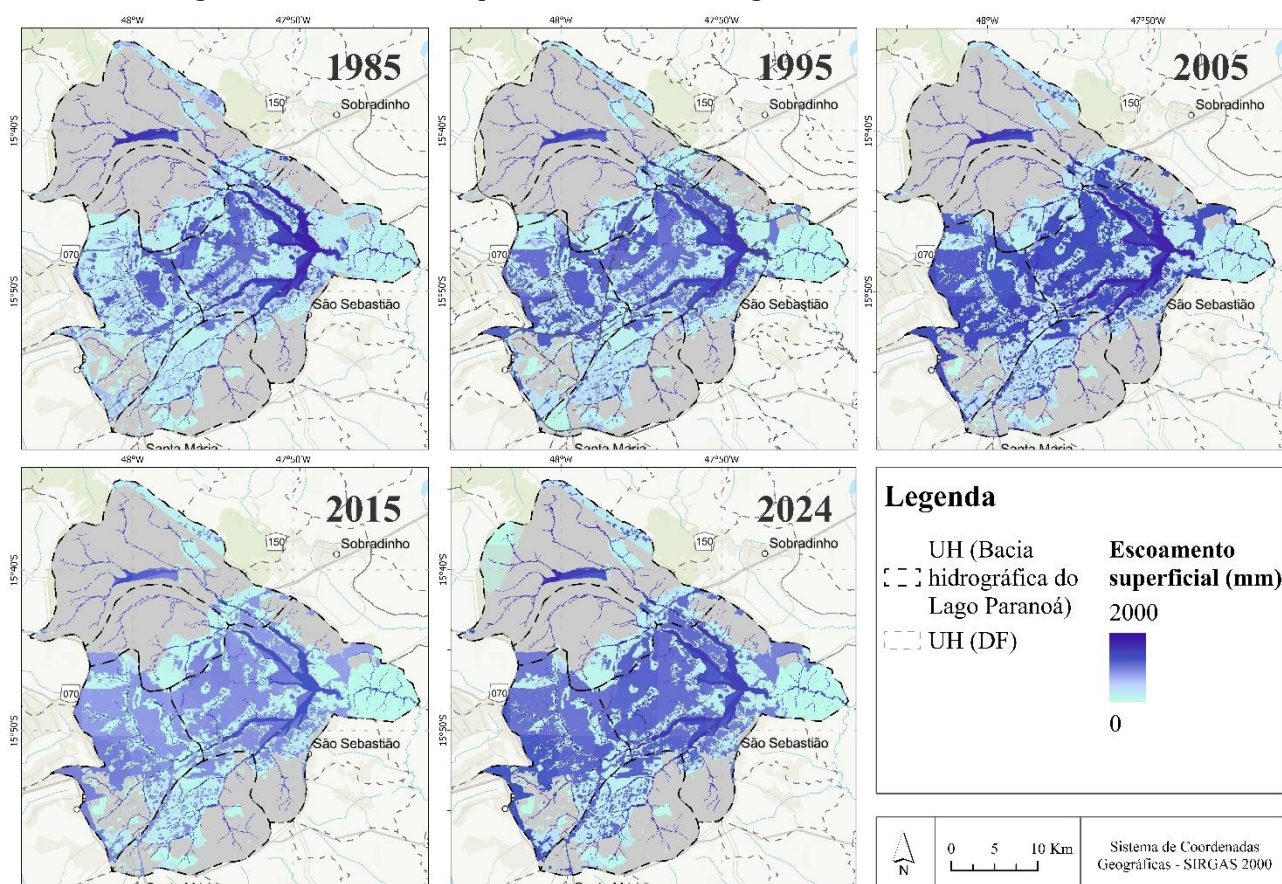 48°W 47°50'W
1985
150
Sobradinho
15°40'S
070
15°50'S
São Sebastião
Santa Maria
48°W 47°50'W
1995
150
Sobradinho
15°40'S
070
15°50'S
São Sebastião
Santa Maria
48°W 47°50'W
2005
150
Sobradinho
15°40'S
070
15°50'S
São Sebastião
Santa Maria
48°W 47°50'W
2015
150
Sobradinho
15°40'S
070
15°50'S
São Sebastião
48°W 47°50'W
2024
150
Sobradinho
15°40'S
070
15°50'S
São Sebastião
Legenda
UH (Bacia
hidrográfica do
Lago Paranoá)
UH (DF)
Escoamento
superficial (mm)
2000
0
N
0 5 10 Km
Sistema de Coordenadas
Geográficas - SIRGAS 2000